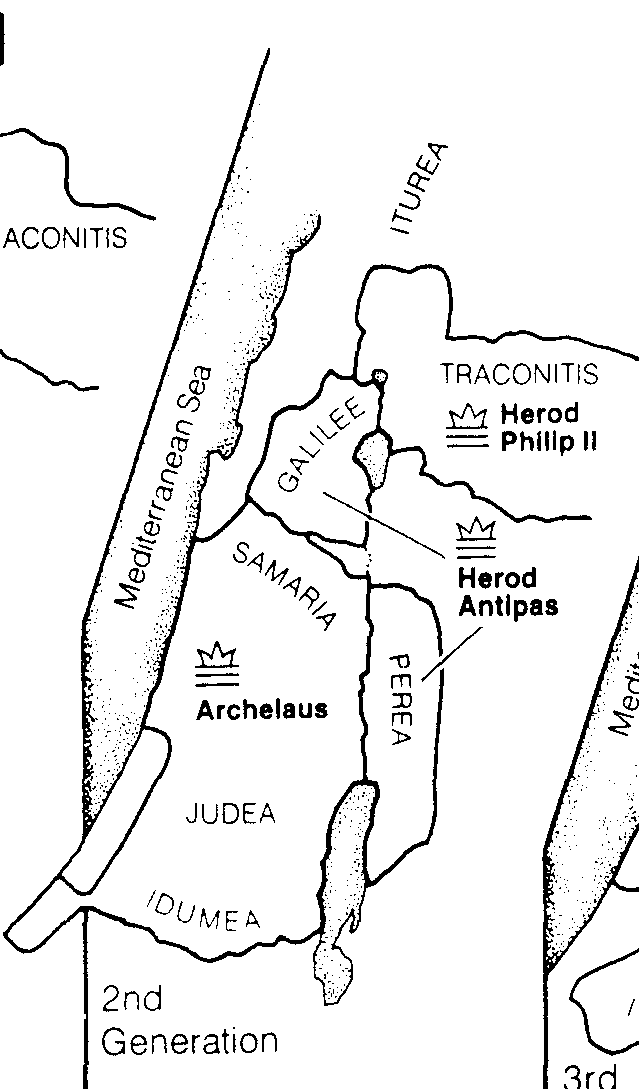 ITUREA
ACONITIS
TRACONITIS
Herod
Philip II
Mediterranean Sea
GALILEE
SAMARIA
Herod
Antipas
PEREA
Archelaus
JUDEA
IDUMEA
2nd
Generation
Medit
3rd